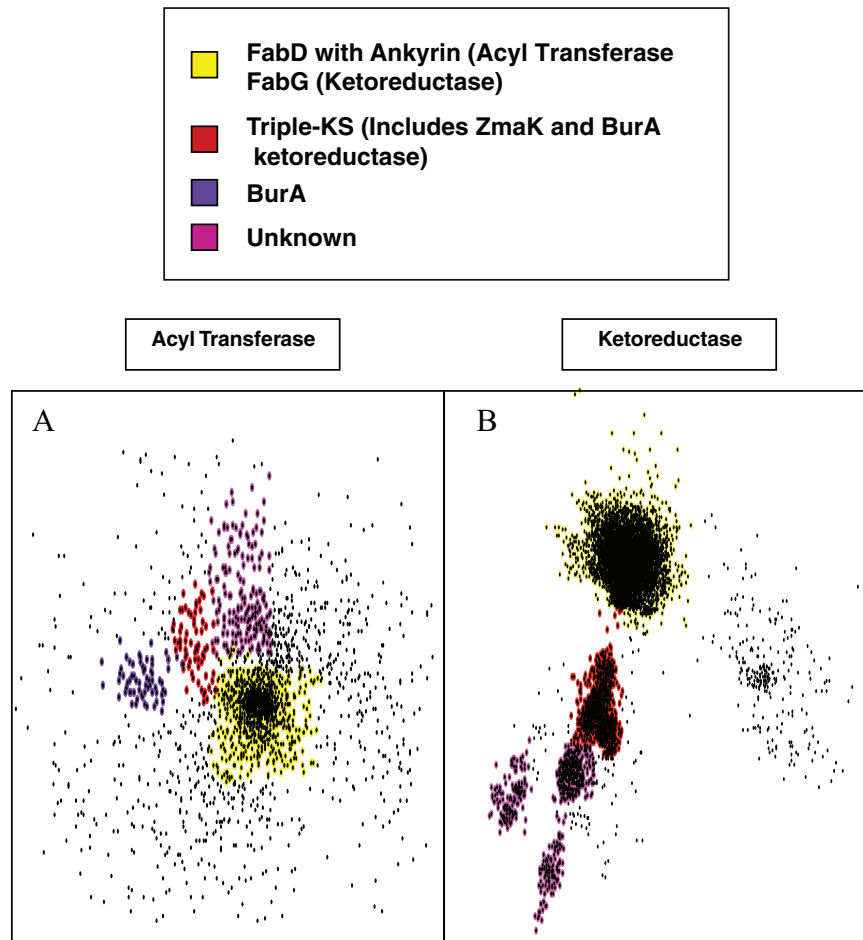 FabD with Ankyrin (Acyl Transferase
FabG (Ketoreductase)
Triple-KS (Includes ZmaK and BurA
ketoreductase)
BurA
Unknown
Acyl Transferase
Ketoreductase
A
B